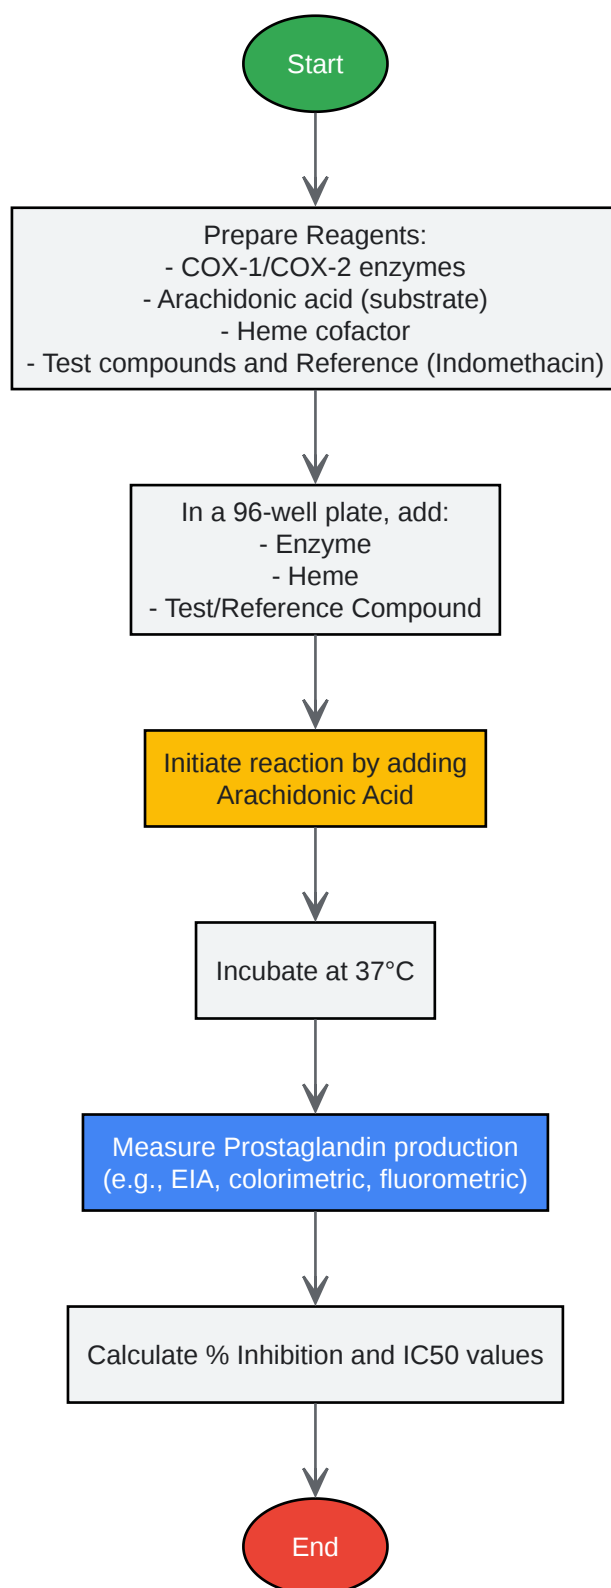 Start
Prepare Reagents:
- COX-1/COX-2 enzymes
- Arachidonic acid (substrate)
- Heme cofactor
- Test compounds and Reference (Indomethacin)
In a 96-well plate, add:
- Enzyme
- Heme
- Test/Reference Compound
Initiate reaction by adding
Arachidonic Acid
Incubate at 37°C
Measure Prostaglandin production
(e.g., EIA, colorimetric, fluorometric)
Calculate % Inhibition and IC50 values
End